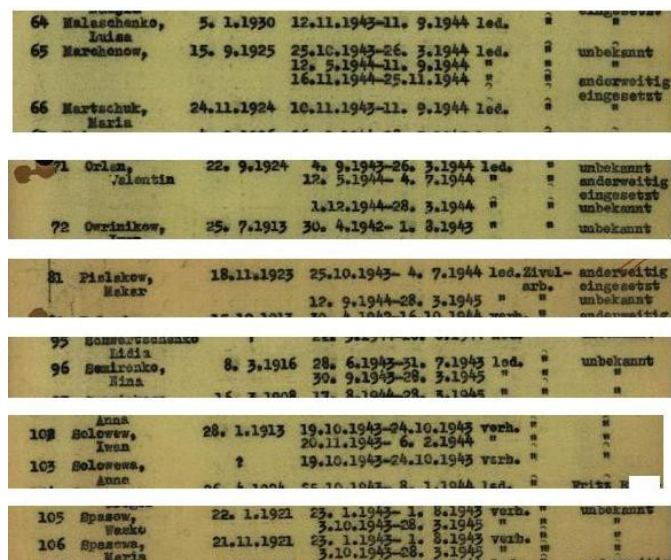 64 Malaschenko, 5. 1.1930 12.11.1943-11. 9.1944 led. " " eingesetzt
Luisa
65 Marchonow, 15. 9.1925 25.10.1943-26. 3.1944 led. " unbekannt
12. 5.1944-11. 9.1944 " "
16.11.1944-25.11.1944 " " anderweitig
eingesetzt
66 Martschuk, 24.11.1924 10.11.1943-11. 9.1944 led. " "
Maria
71 Orlan, 22. 9.1924 4. 9.1943-26. 3.1944 led. " unbekannt
Valentin 12. 5.1944- 4. 7.1944 " " anderweitig
eingesetzt
1.12.1944-28. 3.1944 " " unbekannt
72 Owrinikow, 25. 7.1913 30. 4.1942- 1. 8.1943 " " unbekannt
Iwan
81 Pislakow, 18.11.1923 25.10.1943- 4. 7.1944 led. Zivil- anderweitig
Makar arb. eingesetzt
12. 9.1944-28. 3.1945 " " unbekannt
95 ?
Lidia
96 Semirenko, 8. 3.1916 28. 6.1943-31. 7.1943 led. " unbekannt
Nina 30. 9.1943-28. 3.1945 " " "
Anna
102 Solowew, 28. 1.1913 19.10.1943-24.10.1943 verh. " "
Iwan 20.11.1943- 6. 2.1944 " " "
103 Solowewa, ? 19.10.1943-24.10.1943 verh. " "
Anna
105 Spasow, 22. 1.1921 23. 1.1943- 1. 8.1943 verh. " unbekannt
Wasko 3.10.1943-28. 3.1945 " " "
106 Spasowa, 21.11.1921 23. 1.1943- 1. 8.1943 verh. " "
Maria 3.10.1943-28. 3.1945 " " "